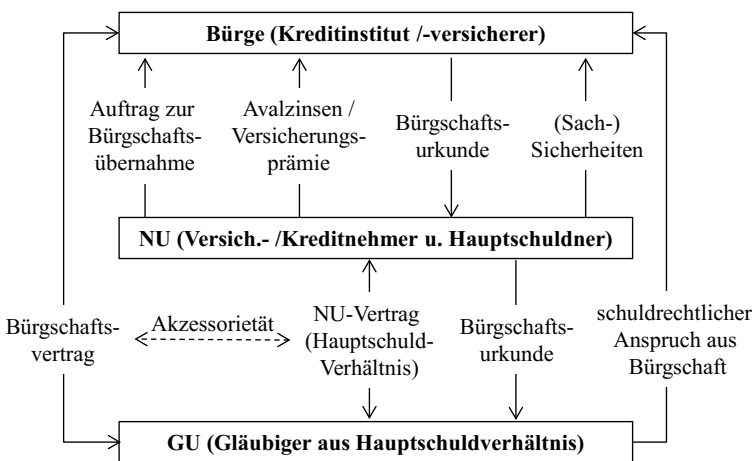 Bürge (Kreditinstitut /-versicherer)
Auftrag zur
Bürgschafts-
übernahme
Avalzinsen /
Versicherungs-
prämie
Bürgschafts-
urkunde
(Sach-)
Sicherheiten
NU (Versich.- /Kreditnehmer u. Hauptschuldner)
Bürgschafts-
vertrag
Akzessorietät
NU-Vertrag
(Hauptschuld-
Verhältnis)
Bürgschafts-
urkunde
schuldrechtlicher
Anspruch aus
Bürgschaft
GU (Gläubiger aus Hauptschuldverhältnis)